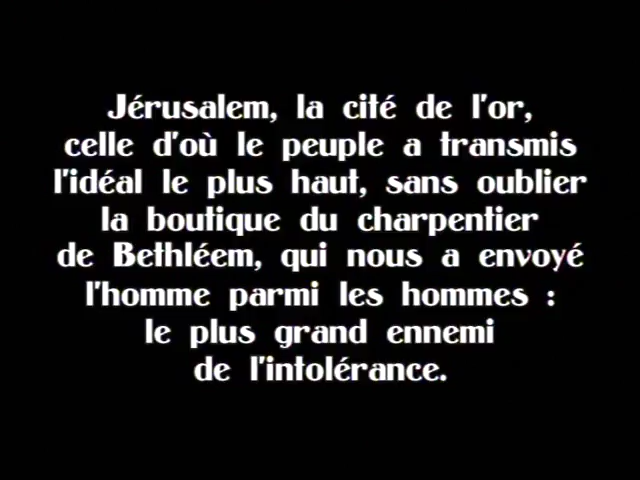 Jérusalem, la cité de l'or,
celle d'où le peuple a transmis
l'idéal le plus haut, sans oublier
la boutique du charpentier
de Bethléem, qui nous a envoyé
l'homme parmi les hommes :
le plus grand ennemi
de l'intolérance.